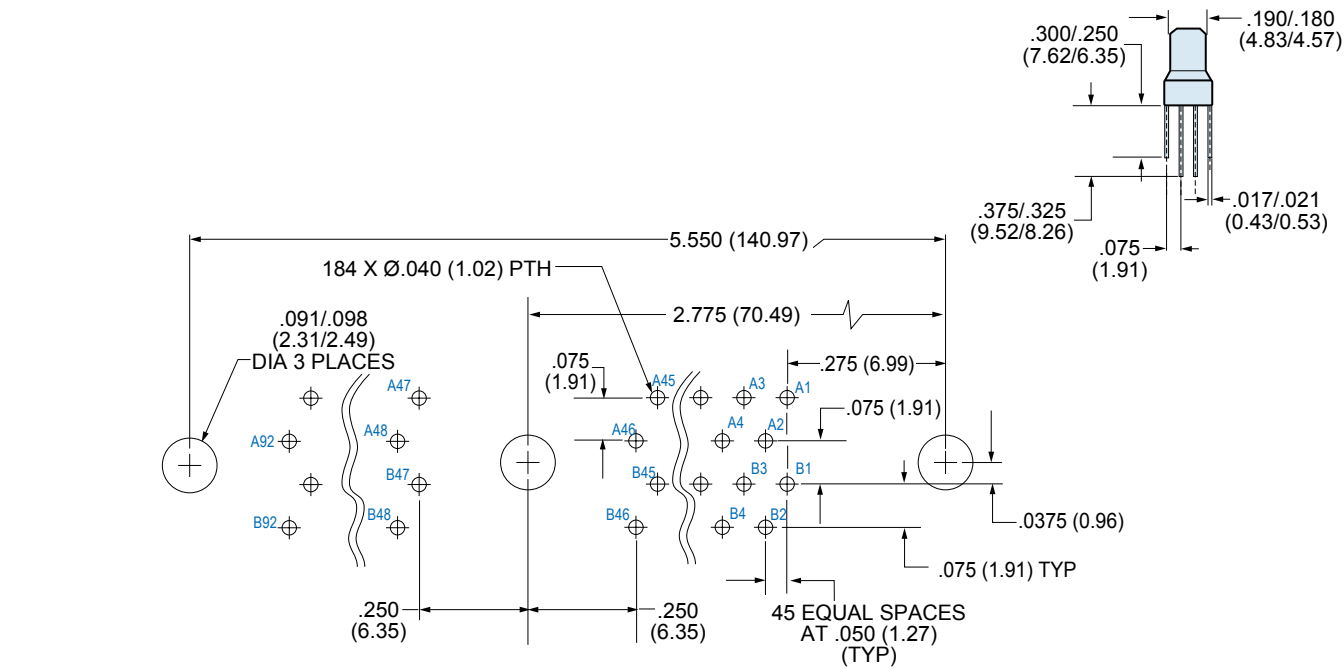 .190/.180
(4.83/4.57)
.300/.250
(7.62/6.35)
.375/.325
(9.52/8.26)
.017/.021
(0.43/0.53)
.075
(1.91)
5.550 (140.97)
184 X Ø.040 (1.02) PTH
2.775 (70.49)
.091/.098
(2.31/2.49)
DIA 3 PLACES
.075
(1.91)
.275 (6.99)
A47
A45
A3
A1
.075 (1.91)
A92
A48
A46
A4
A2
B47
B45
B3
B1
B92
B48
B46
B4
B2
.0375 (0.96)
.075 (1.91) TYP
.250
(6.35)
.250
(6.35)
45 EQUAL SPACES
AT .050 (1.27)
(TYP)